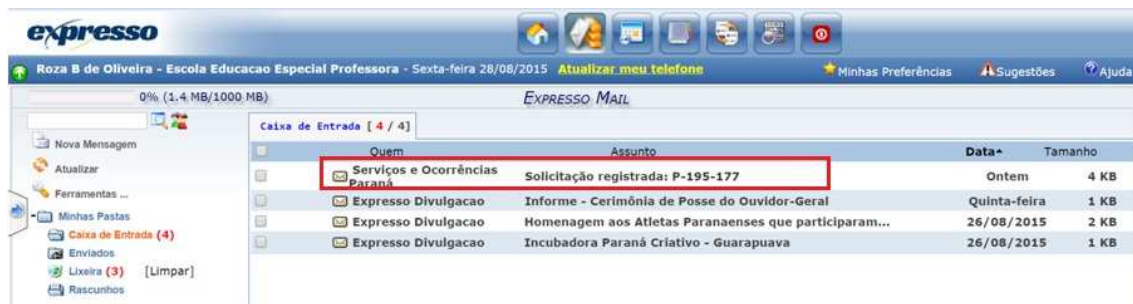 expresso
Roza B de Oliveira - Escola Educacao Especial Professora - Sexta-feira 28/08/2015 Atualizar meu telefone Minhas Preferências Sugestões Ajuda
0% (1.4 MB/1000 MB) EXPRESSO MAIL
Caixa de Entrada [ 4 / 4]
Nova Mensagem
Quem Assunto Data Tamanho
Atualizar
Serviços e Ocorrências Paraná Solicitação registrada: P-195-177 Ontem 4 KB
Ferramentas ...
Expresso Divulgacao Informe - Cerimônia de Posse do Ouvidor-Geral Quinta-feira 1 KB
Minhas Pastas
Expresso Divulgacao Homenagem aos Atletas Paranaenses que participaram... 26/08/2015 2 KB
Caixa de Entrada (4)
Expresso Divulgacao Incubadora Paraná Criativo - Guarapuava 26/08/2015 1 KB
Enviados
Lixeira (3) [Limpar]
Rascunhos